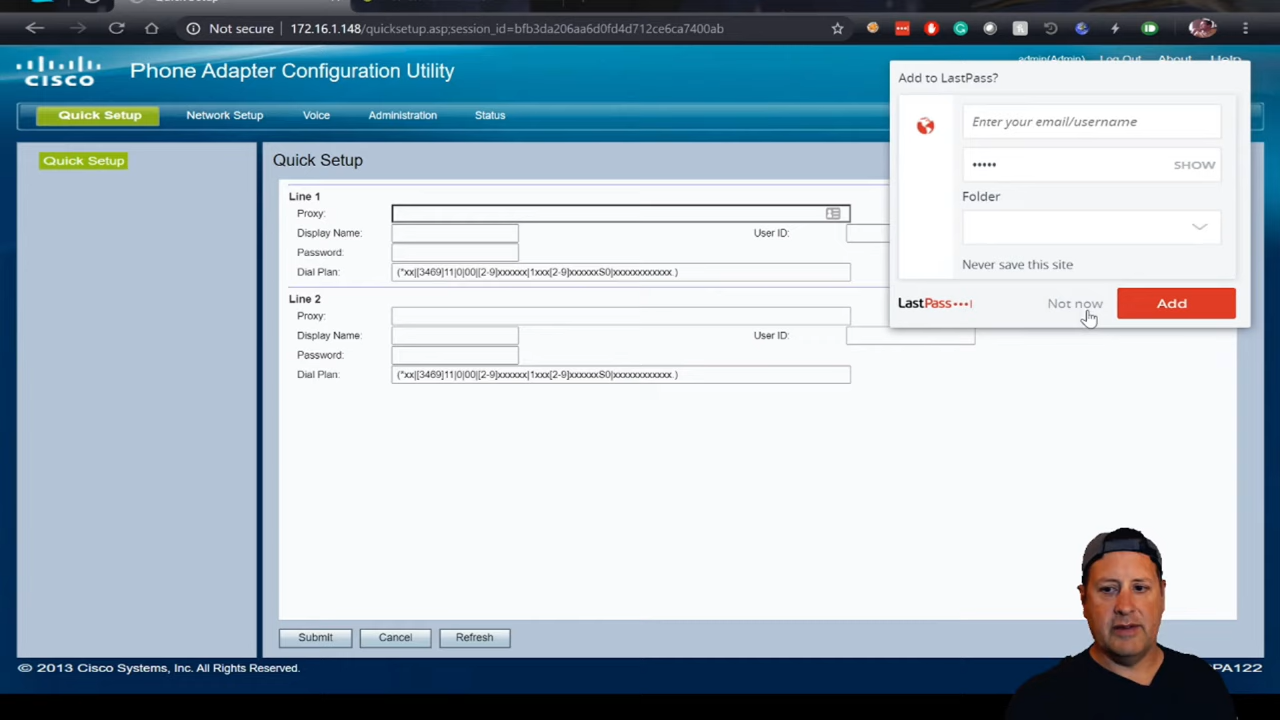 Not secure 172.16.1.148/quicksetup.asp;session_id=bfb3da206aa6d0fd4d712ce6ca7400ab
CISCO Phone Adapter Configuration Utility
admin(Admin) Log Out About Help
Quick Setup Network Setup Voice Administration Status
Quick Setup
Quick Setup
Line 1
Proxy:
Display Name: User ID:
Password:
Dial Plan: (*xx|[3469]11|0|00|[2-9]xxxxxx|1xxx[2-9]xxxxxxS0|xxxxxxxxxxxx.)
Line 2
Proxy:
Display Name: User ID:
Password:
Dial Plan: (*xx|[3469]11|0|00|[2-9]xxxxxx|1xxx[2-9]xxxxxxS0|xxxxxxxxxxxx.)
Add to LastPass?
Enter your email/username
••••• SHOW
Folder
Never save this site
LastPass•••| Not now Add
Submit Cancel Refresh
© 2013 Cisco Systems, Inc. All Rights Reserved.
PA122